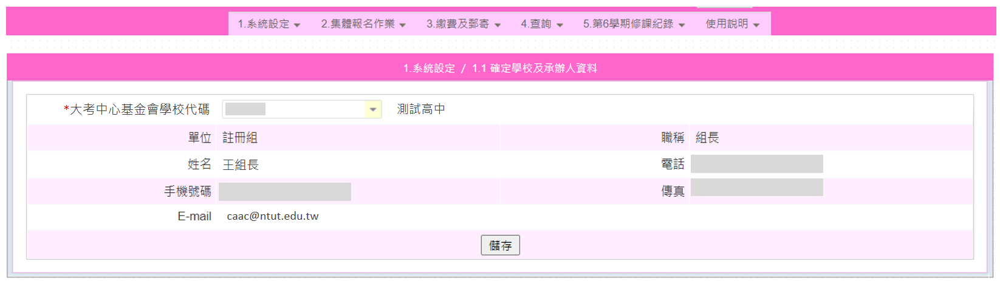 1.系統設定 2.集體報名作業 3.繳費及郵寄 4.查詢 5.第6學期修課紀錄 使用說明
1.系統設定 / 1.1 確定學校及承辦人資料
*大考中心基金會學校代碼 測試高中
單位 註冊組 職稱 組長
姓名 王組長 電話
手機號碼 傳真
E-mail caac@ntut.edu.tw
儲存